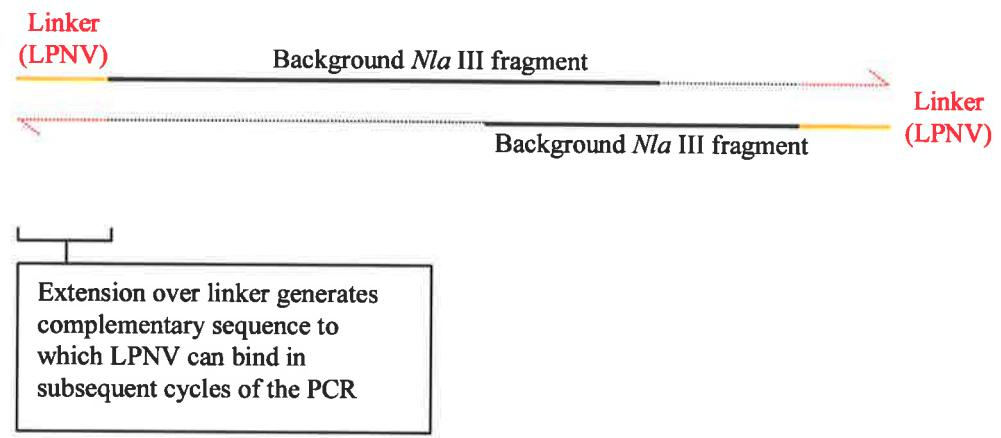 Linker
(LPNV)
Background Nla III fragment
Linker
(LPNV)
Background Nla III fragment
Extension over linker generates
complementary sequence to
which LPNV can bind in
subsequent cycles of the PCR